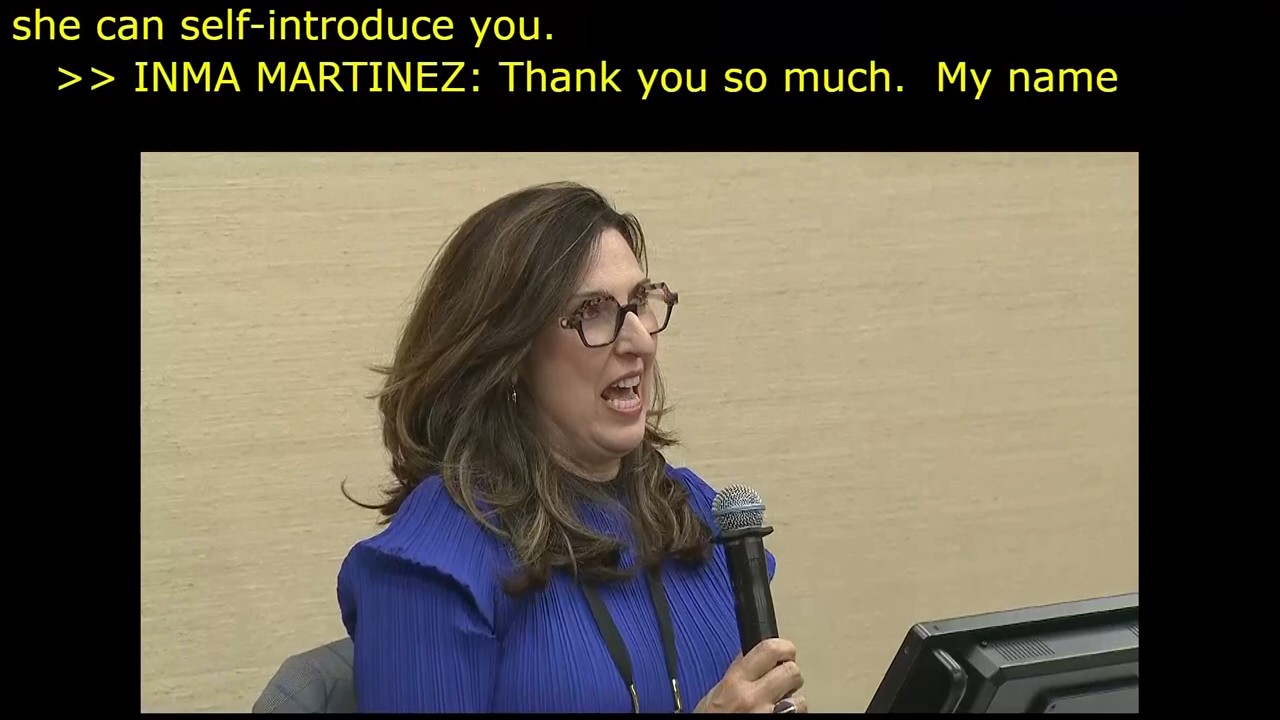 she can self-introduce you.
>> INMA MARTINEZ: Thank you so much.  My name